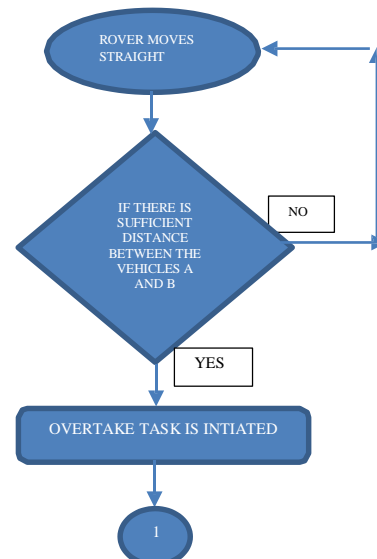 ROVER MOVES
STRAIGHT
IF THERE IS
SUFFICIENT
DISTANCE
BETWEEN THE
VEHICLES A
AND B
NO
YES
OVERTAKE TASK IS INTIATED
1